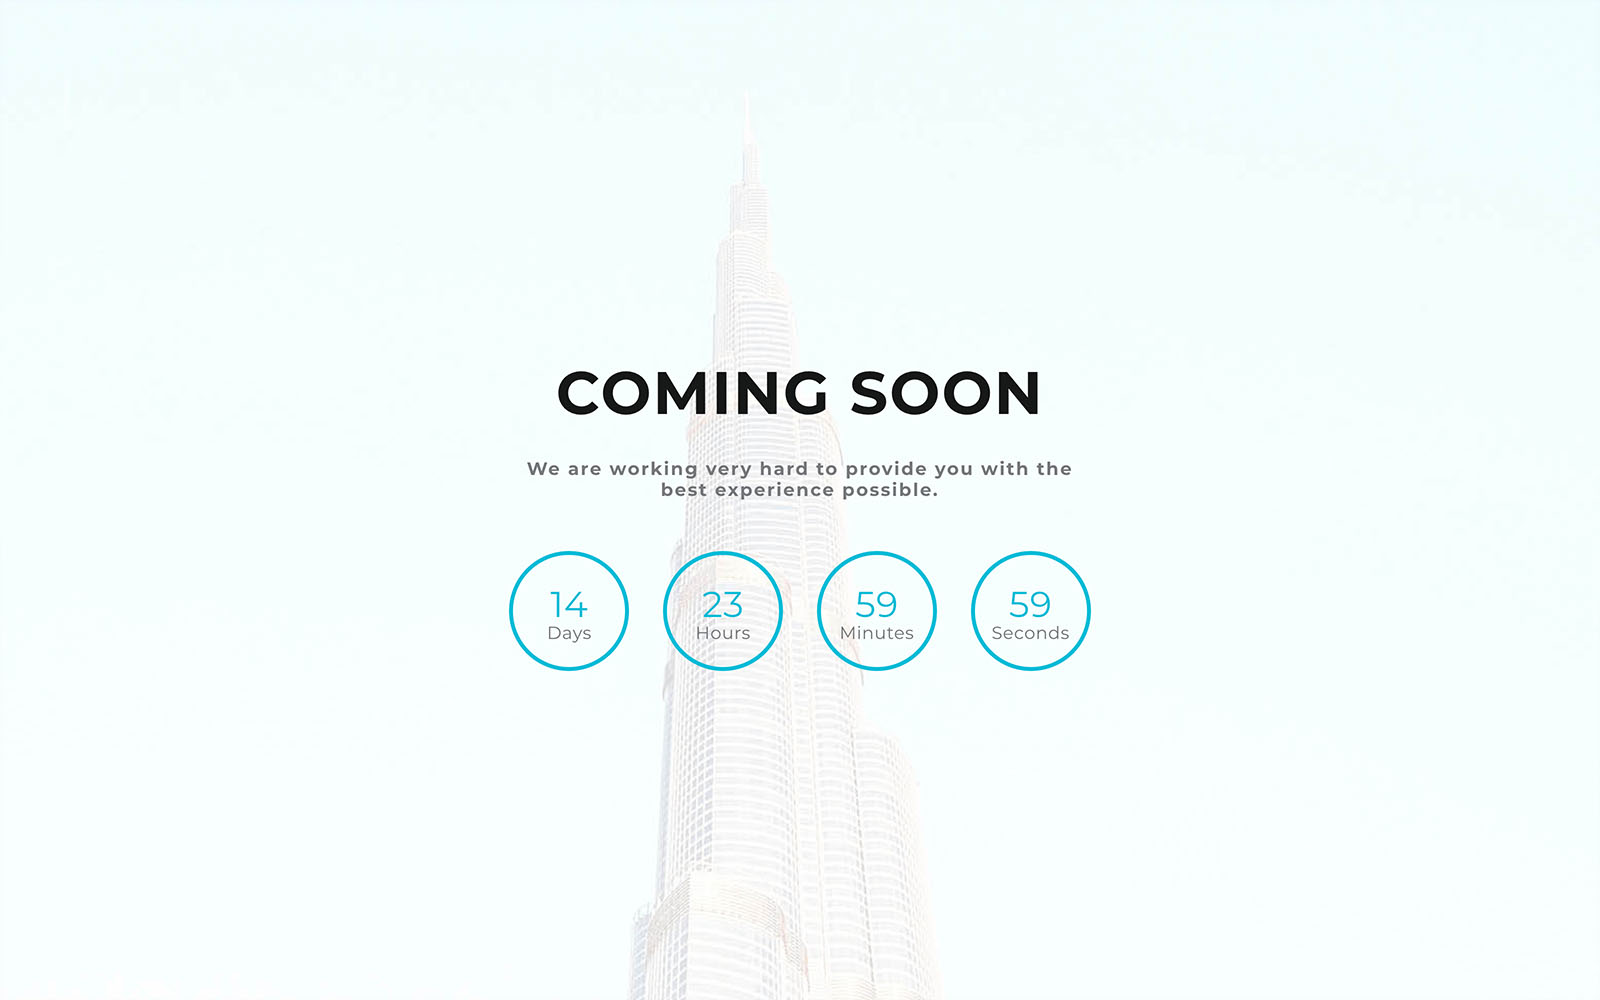 COMING SOON
We are working very hard to provide you with the
best experience possible.
14 23 59 59
Days Hours Minutes Seconds